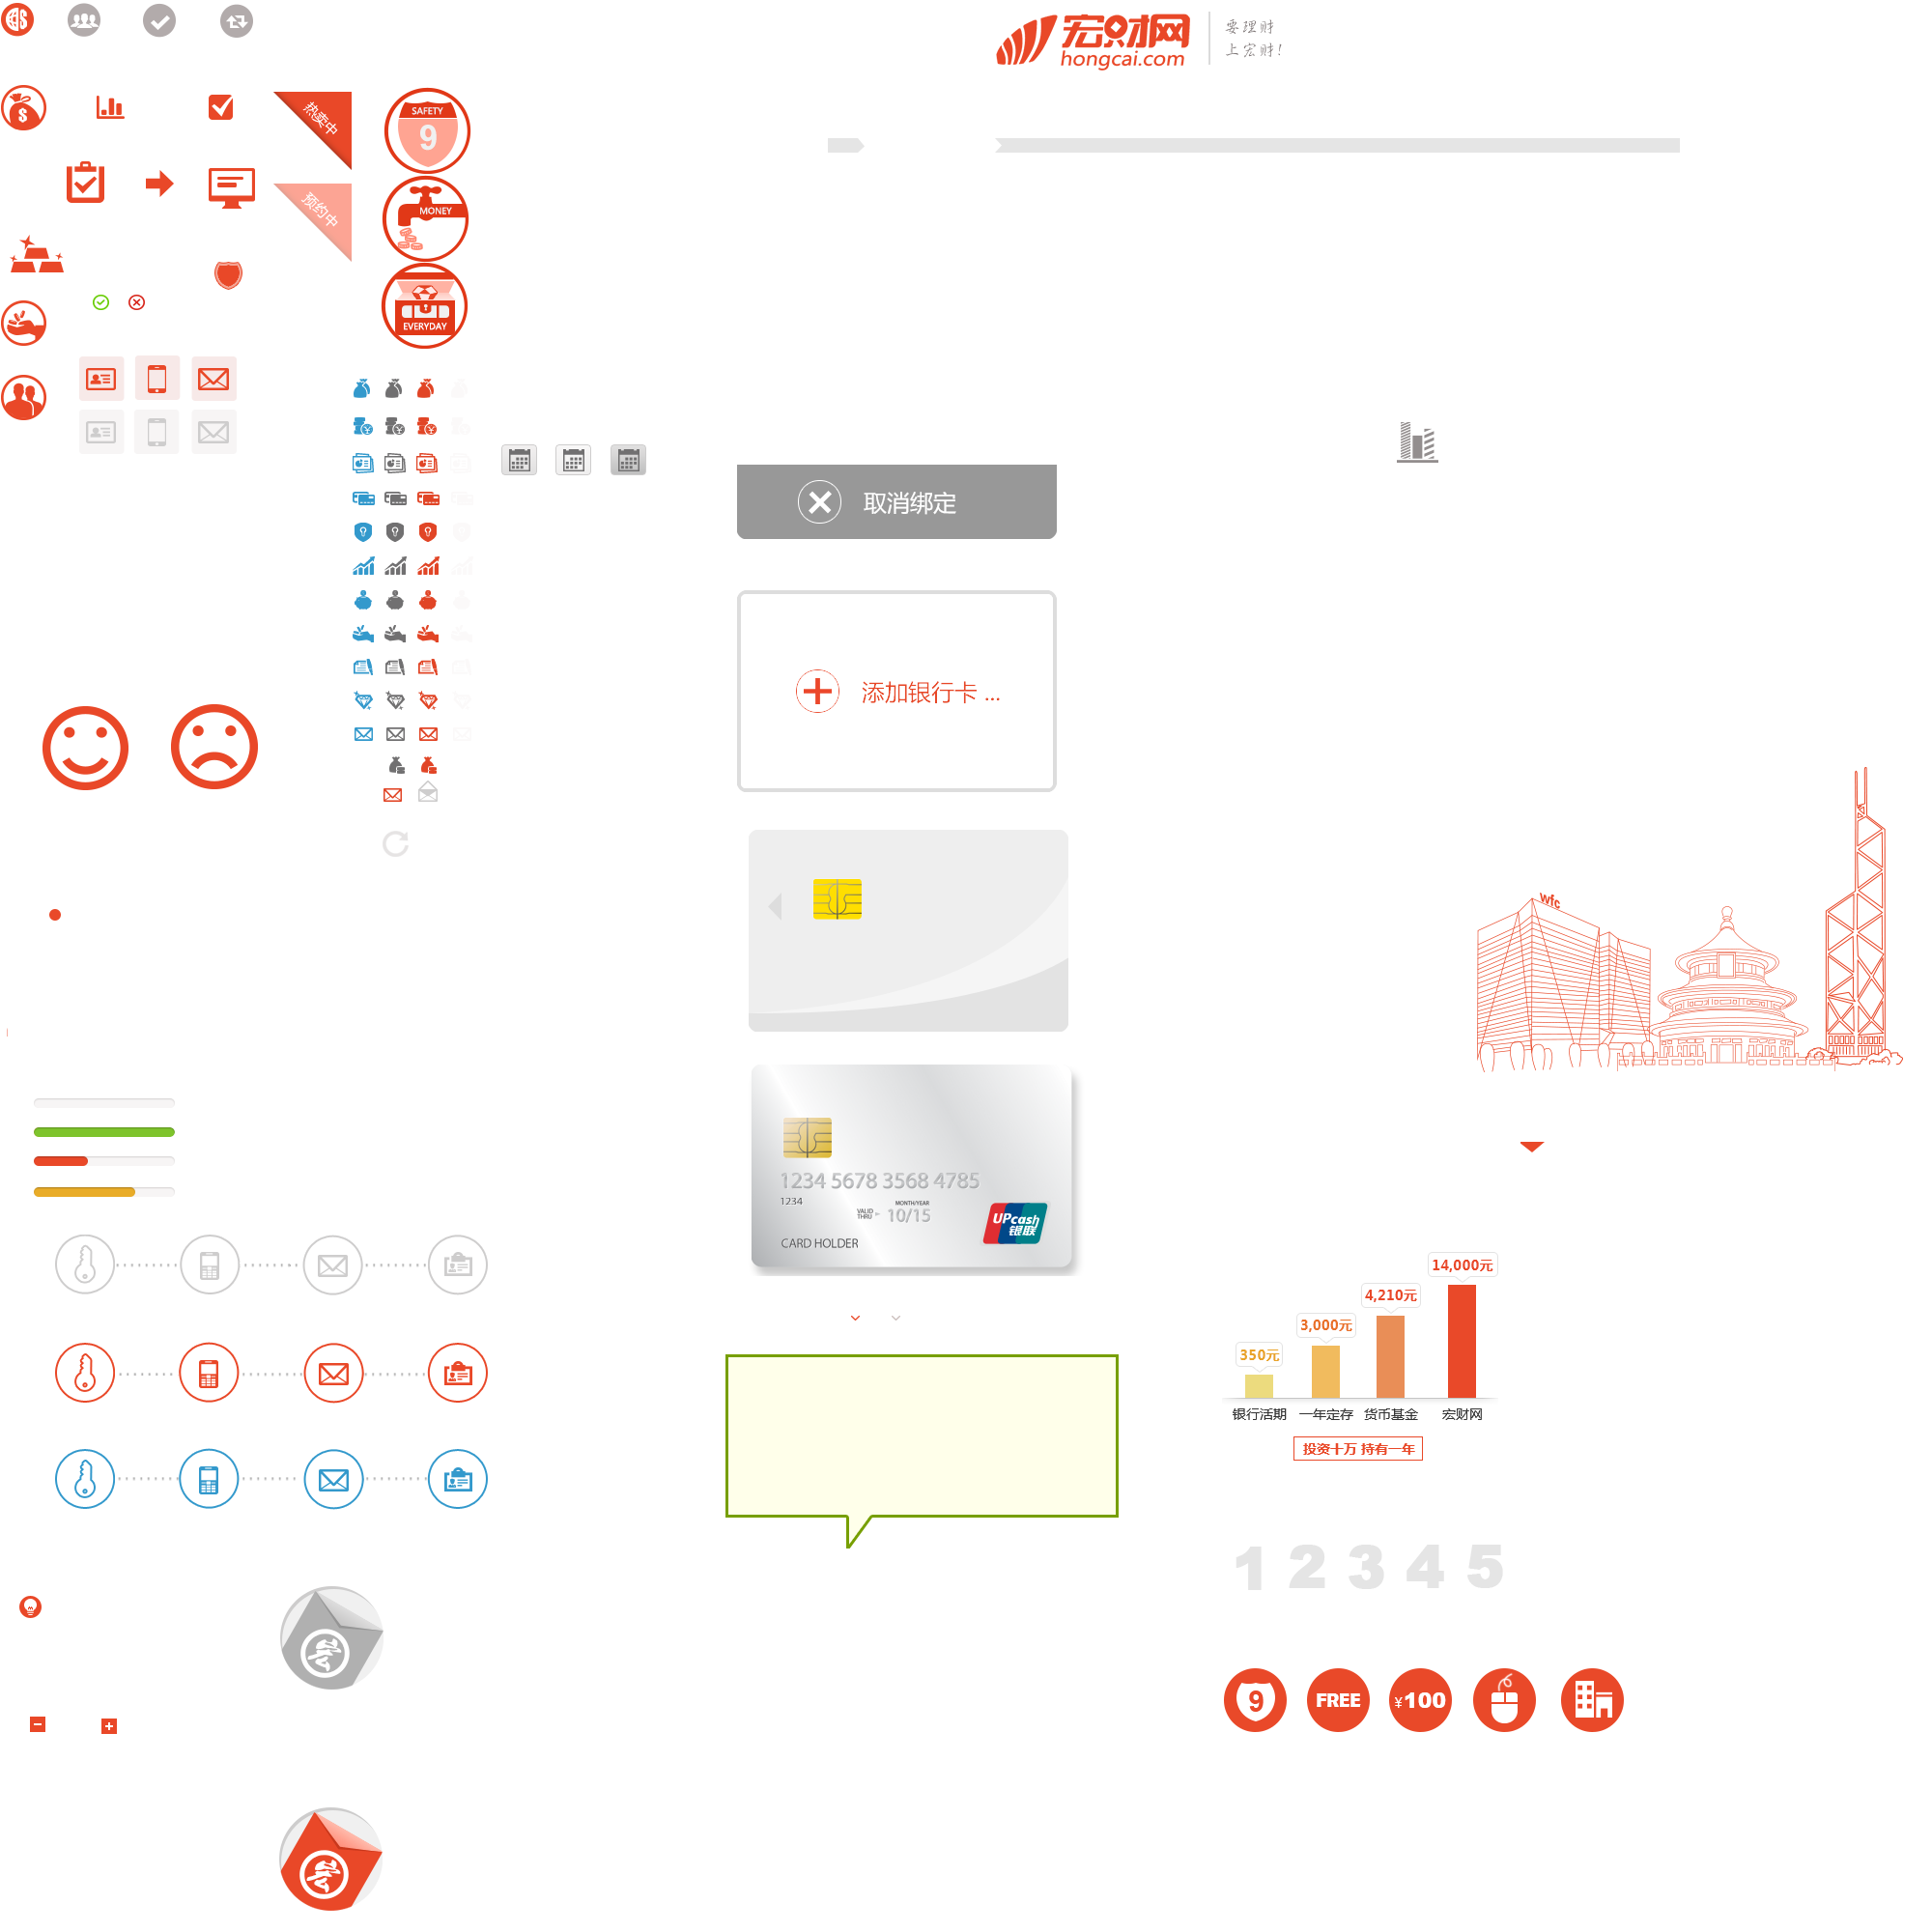 宏财网
hongcai.com
要理财
上宏财!
热卖中
SAFETY
9
预约中
MONEY
EVERYDAY
取消绑定
添加银行卡 ...
wfc
1234 5678 3568 4785
1234
MONTH/YEAR
VALID THRU
10/15
UPcash
银联
CARD HOLDER
14,000元
4,210元
3,000元
350元
银行活期 一年定存 货币基金 宏财网
投资十万 持有一年
1 2 3 4 5
9
FREE
¥100